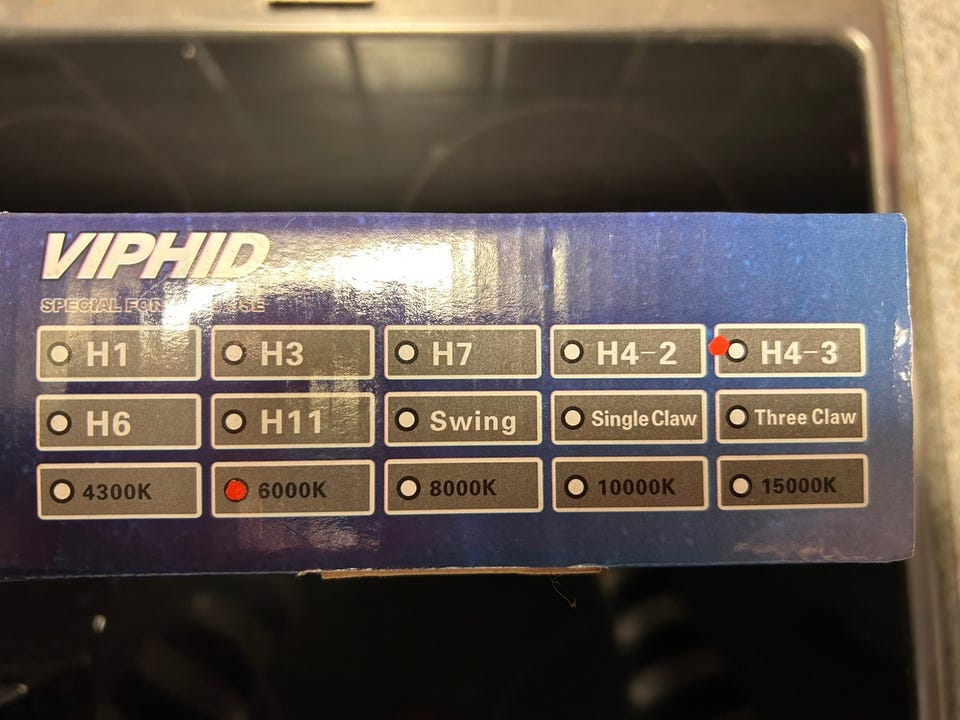 VIPHID
SPECIAL FOR USE
H1 H3 H7 H4-2 H4-3
H6 H11 Swing Single Claw Three Claw
4300K 6000K 8000K 10000K 15000K